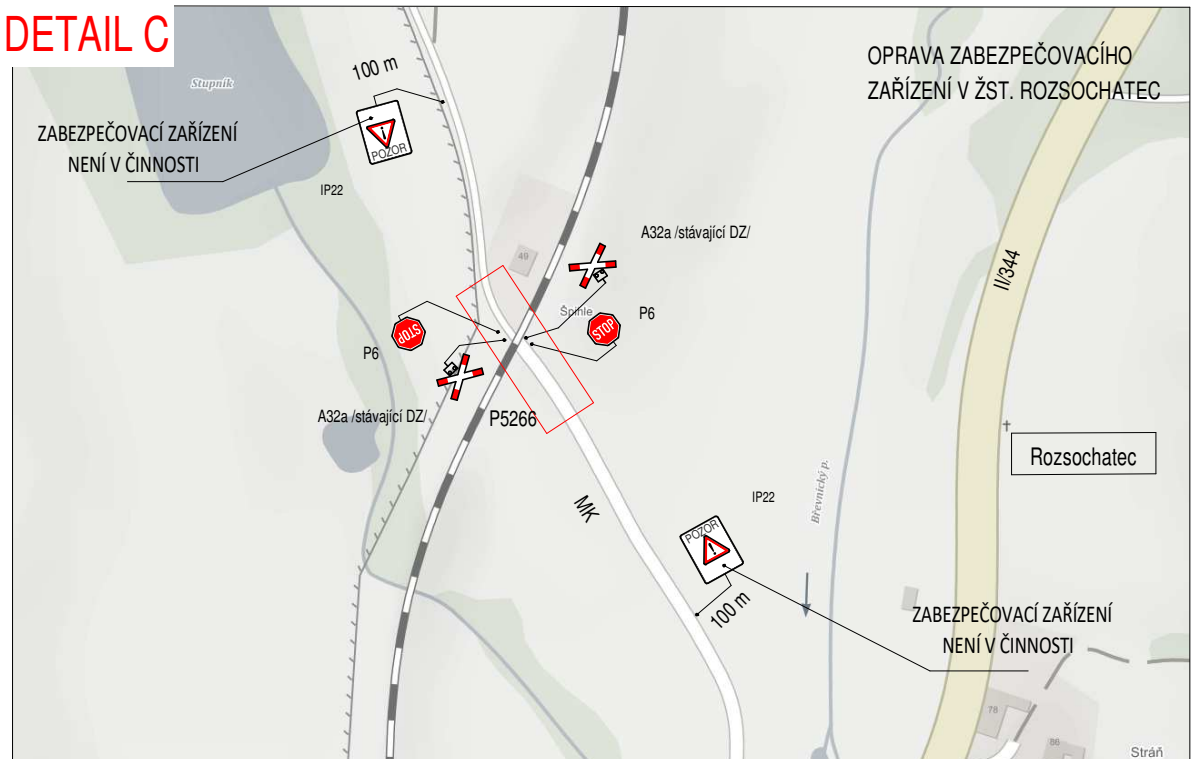 DETAIL C
OPRAVA ZABEZPEČOVACÍHO
ZAŘÍZENÍ V ŽST. ROZSOCHATEC
100 m
Stupník
ZABEZPEČOVACÍ ZAŘÍZENÍ
NENÍ V ČINNOSTI
POZOR
IP22
A32a /stávající DZ/
49
II/344
Špihle
P6
STOP
STOP
P6
A32a /stávající DZ/
P5266
Rozsochatec
MK
IP22
Břevnický p.
POZOR
100 m
ZABEZPEČOVACÍ ZAŘÍZENÍ
NENÍ V ČINNOSTI
78
86
Stráň